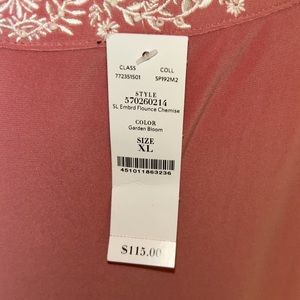 CLASS COLL
772351501 SP192M2
STYLE
570260214
SL Embrd Flounce Chemise
COLOR
Garden Bloom
SIZE
XL
451011863236
$115.00